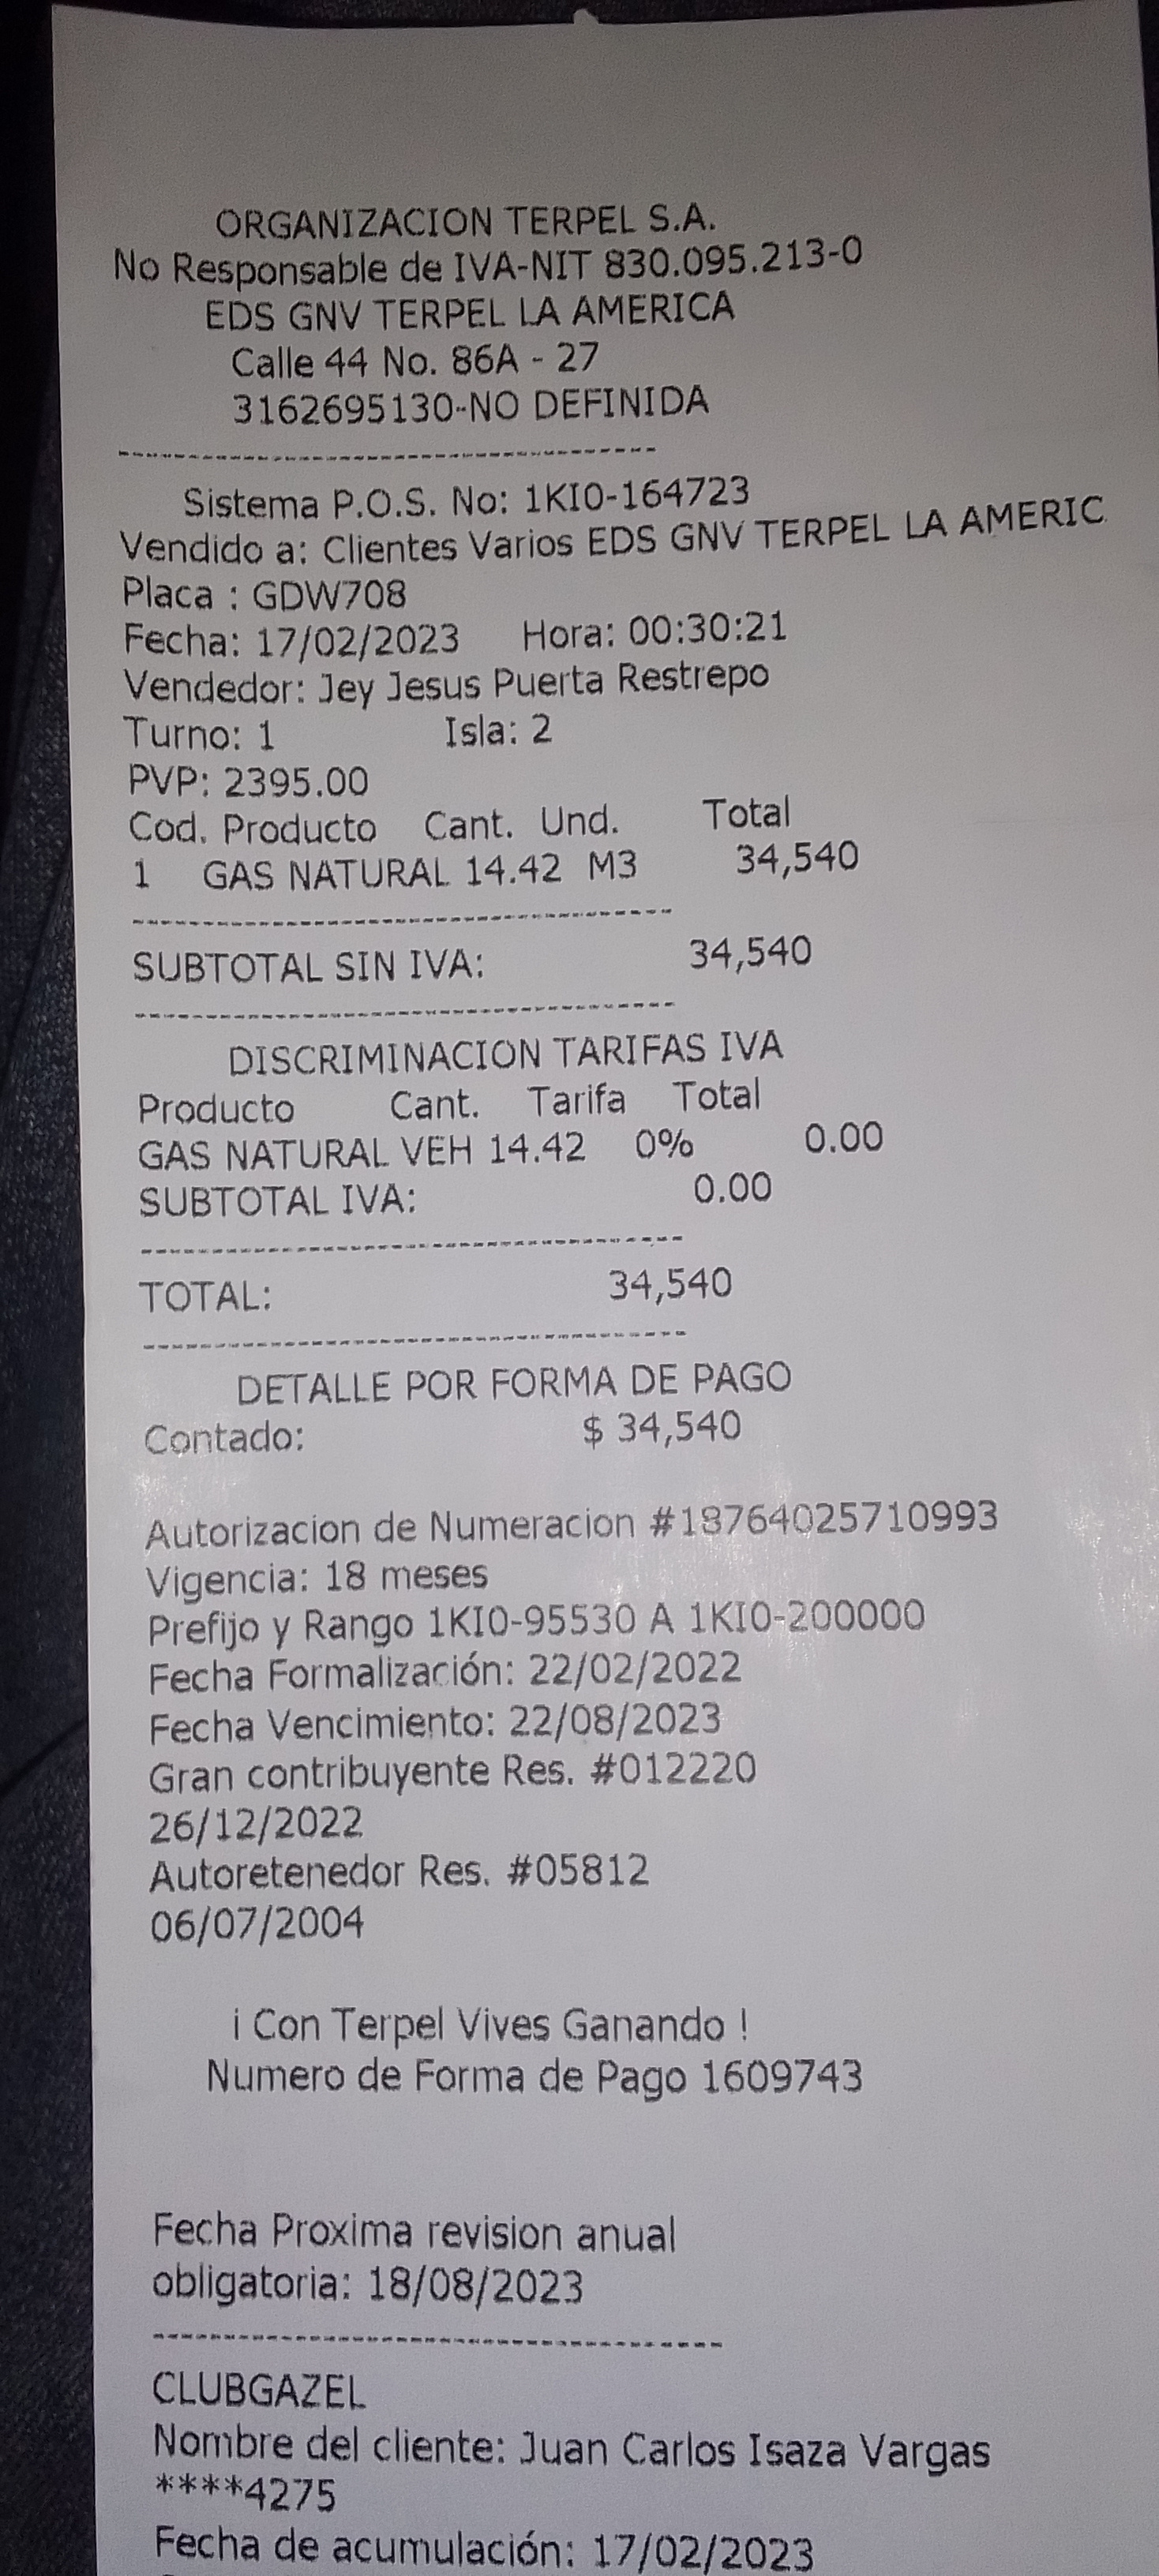 ORGANIZACION TERPEL S.A.
No Responsable de IVA-NIT 830.095.213-0
EDS GNV TERPEL LA AMERICA
Calle 44 No. 86A - 27
3162695130-NO DEFINIDA
Sistema P.O.S. No: 1KI0-164723
Vendido a: Clientes Varios EDS GNV TERPEL LA AMERIC
Placa : GDW708
Fecha: 17/02/2023 Hora: 00:30:21
Vendedor: Jey Jesus Puerta Restrepo
Turno: 1 Isla: 2
PVP: 2395.00
Cod. Producto Cant. Und. Total
1 GAS NATURAL 14.42 M3 34,540
SUBTOTAL SIN IVA: 34,540
DISCRIMINACION TARIFAS IVA
Producto Cant. Tarifa Total
GAS NATURAL VEH 14.42 0% 0.00
SUBTOTAL IVA: 0.00
TOTAL: 34,540
DETALLE POR FORMA DE PAGO
Contado: $ 34,540
Autorizacion de Numeracion #18764025710993
Vigencia: 18 meses
Prefijo y Rango 1KI0-95530 A 1KI0-200000
Fecha Formalización: 22/02/2022
Fecha Vencimiento: 22/08/2023
Gran contribuyente Res. #012220
26/12/2022
Autoretenedor Res. #05812
06/07/2004
¡ Con Terpel Vives Ganando !
Numero de Forma de Pago 1609743
Fecha Proxima revision anual
obligatoria: 18/08/2023
CLUBGAZEL
Nombre del cliente: Juan Carlos Isaza Vargas
****4275
Fecha de acumulación: 17/02/2023